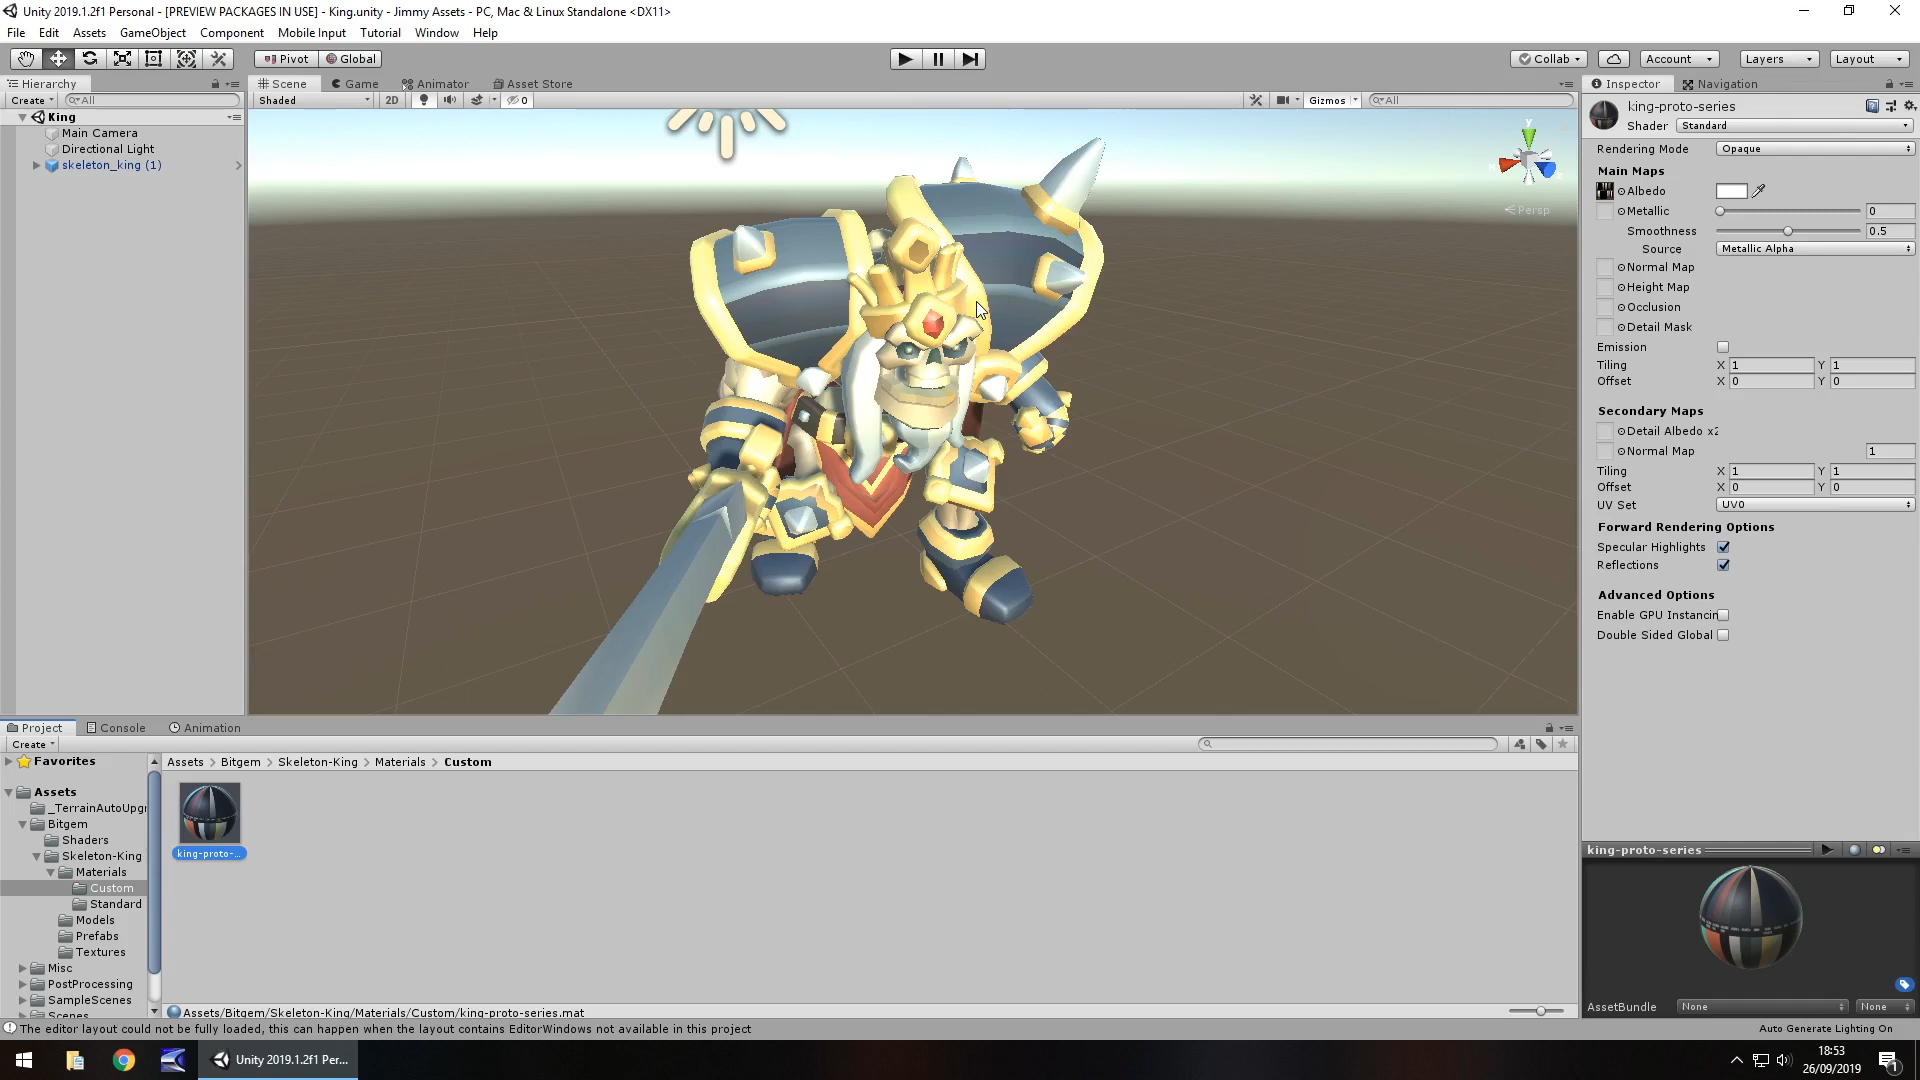 Unity 2019.1.2f1 Personal - [PREVIEW PACKAGES IN USE] - King.unity - Jimmy Assets - PC, Mac & Linux Standalone <DX11>
File Edit Assets GameObject Component Mobile Input Tutorial Window Help
Pivot Global Collab Account Layers Layout
Hierarchy Scene Game Animator Asset Store Inspector Navigation
Create All Shaded 2D 0 Gizmos All
king-proto-series
Shader Standard
King
Main Camera
Directional Light
skeleton_king (1)
y
Persp
Rendering Mode Opaque
Main Maps
Albedo
Metallic 0
Smoothness 0.5
Source Metallic Alpha
Normal Map
Height Map
Occlusion
Detail Mask
Emission
Tiling X 1 Y 1
Offset X 0 Y 0
Secondary Maps
Detail Albedo x2
Normal Map 1
Tiling X 1 Y 1
Offset X 0 Y 0
UV Set UV0
Forward Rendering Options
Specular Highlights
Reflections
Advanced Options
Enable GPU Instancin
Double Sided Global
Project Console Animation
Create
Favorites
Assets
_TerrainAutoUpgr
Bitgem
Shaders
Skeleton-King
Materials
Custom
Standard
Models
Prefabs
Textures
Misc
PostProcessing
SampleScenes
Scenes
Assets > Bitgem > Skeleton-King > Materials > Custom
king-proto-...
Assets/Bitgem/Skeleton-King/Materials/Custom/king-proto-series.mat
king-proto-series
AssetBundle None None
The editor layout could not be fully loaded, this can happen when the layout contains EditorWindows not available in this project
Auto Generate Lighting On
Unity 2019.1.2f1 Per...
18:53
26/09/2019
1